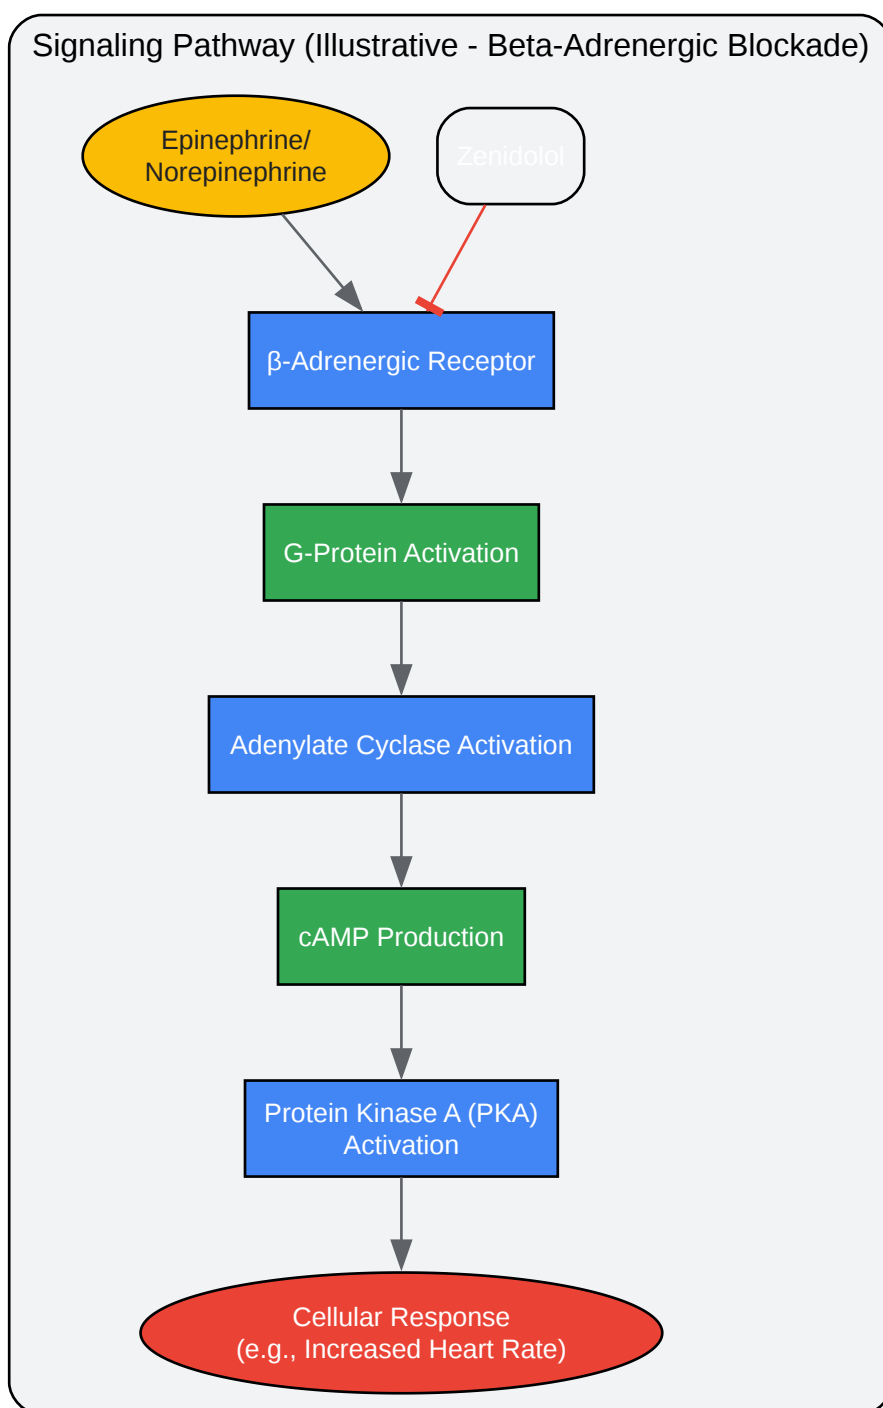 Signaling Pathway (Illustrative - Beta-Adrenergic Blockade)
Epinephrine/
Norepinephrine
Zenidolol
β-Adrenergic Receptor
G-Protein Activation
Adenylate Cyclase Activation
cAMP Production
Protein Kinase A (PKA)
Activation
Cellular Response
(e.g., Increased Heart Rate)